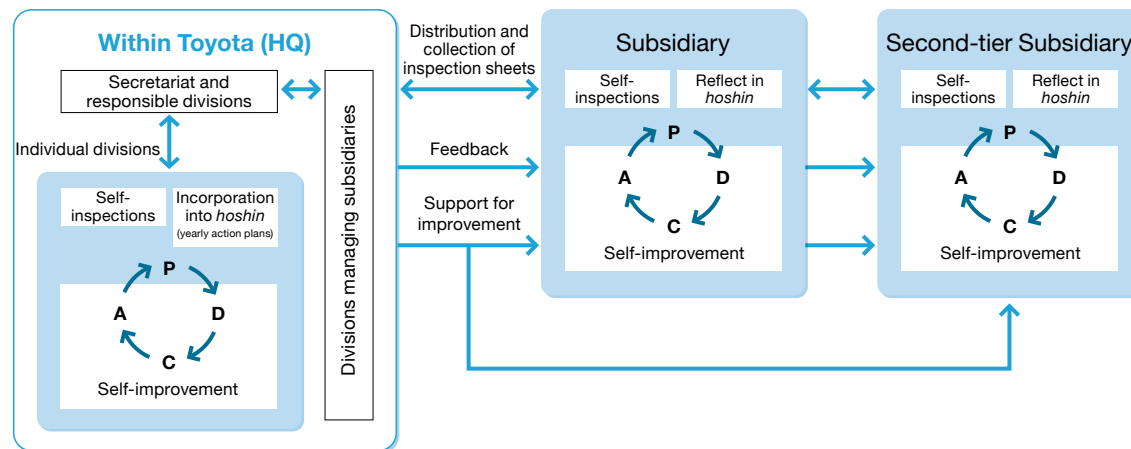 Within Toyota (HQ)
Secretariat and
responsible divisions
Individual divisions
Self-
inspections
Incorporation
into hoshin
(yearly action plans)
P
A
D
C
Self-improvement
Divisions managing subsidiaries
Distribution and
collection of
inspection sheets
Feedback
Support for
improvement
Subsidiary
Self-
inspections
Reflect in
hoshin
P
A
D
C
Self-improvement
Second-tier Subsidiary
Self-
inspections
Reflect in
hoshin
P
A
D
C
Self-improvement